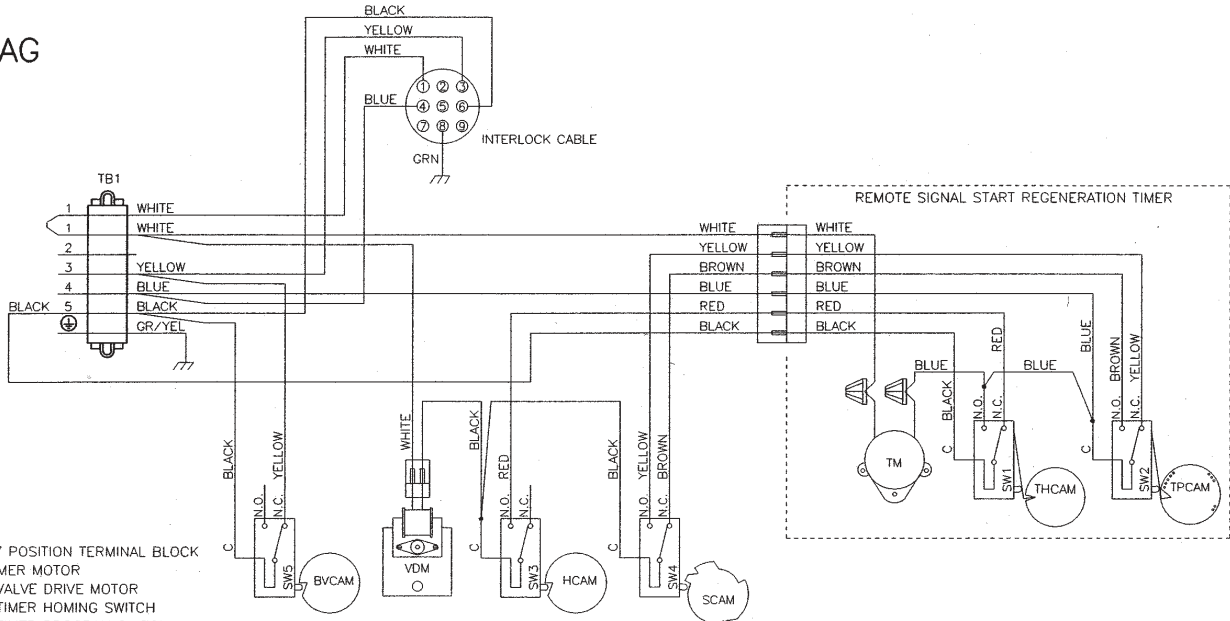 AG
BLACK
YELLOW
WHITE
1 2 3
BLUE 4 5 6
7 8 9
INTERLOCK CABLE
GRN
TB1
1 WHITE
1 WHITE
2
3 YELLOW
4 BLUE
BLACK 5 BLACK
GR/YEL
REMOTE SIGNAL START REGENERATION TIMER
WHITE WHITE
YELLOW YELLOW
BROWN BROWN
BLUE BLUE
RED RED
BLACK BLACK
BLUE BLUE
BLACK
RED
BLUE
BROWN
YELLOW
N.O. N.C.
N.O. N.C.
C
C
TM
SW1
THCAM
SW2
TPCAM
BLACK
YELLOW
WHITE
BLACK
RED
BLACK
YELLOW
BROWN
N.O. N.C.
N.O. N.C.
N.O. N.C.
C
C
C
SW5
BVCAM
VDM
SW3
HCAM
SW4
SCAM
POSITION TERMINAL BLOCK
MER MOTOR
VALVE DRIVE MOTOR
TIMER HOMING SWITCH